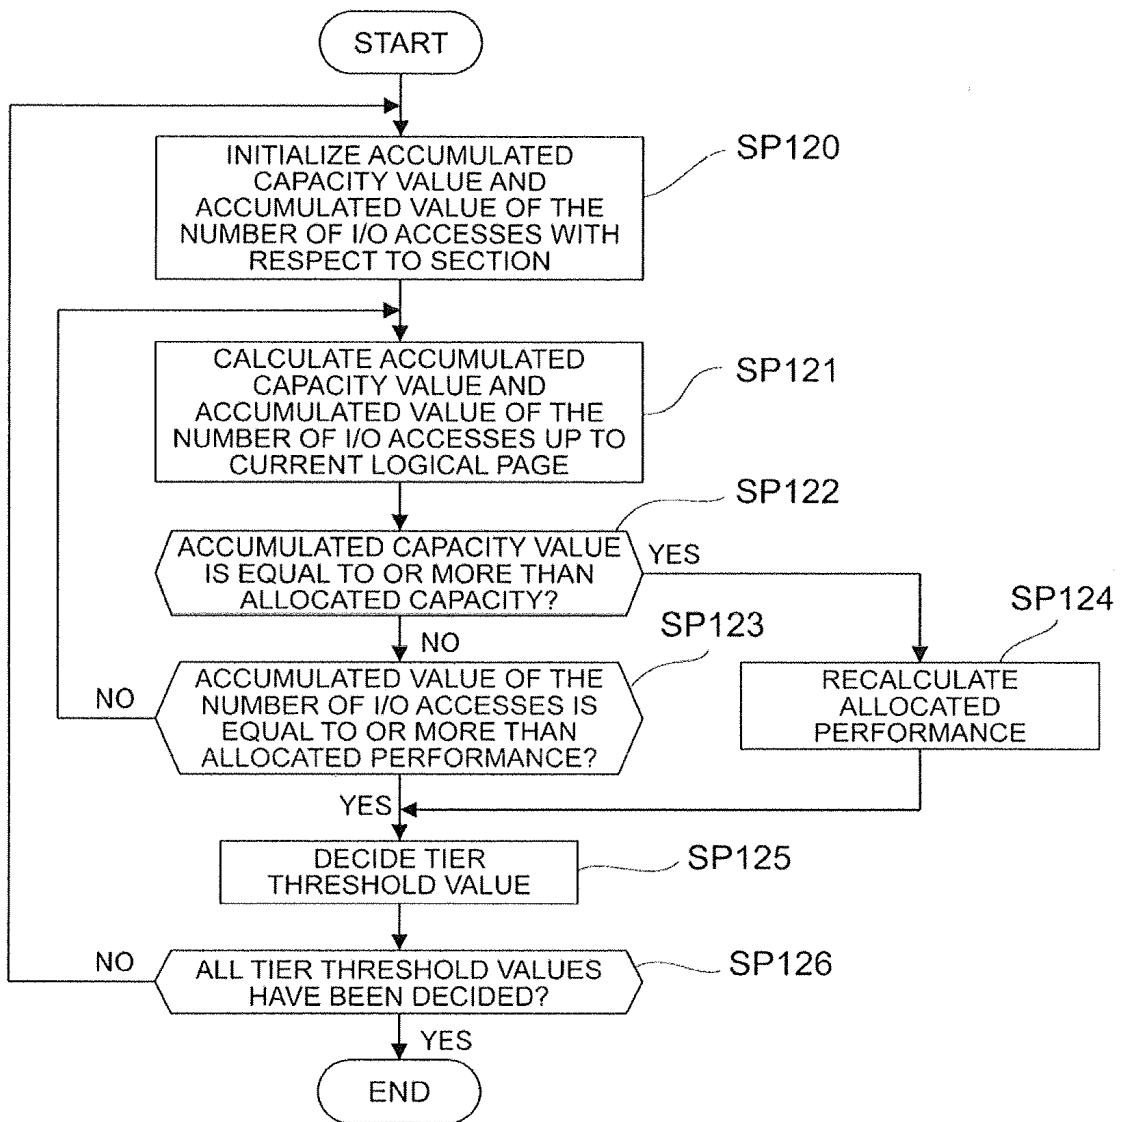 START
INITIALIZE ACCUMULATED
CAPACITY VALUE AND
ACCUMULATED VALUE OF THE
NUMBER OF I/O ACCESSES WITH
RESPECT TO SECTION
SP120
CALCULATE ACCUMULATED
CAPACITY VALUE AND
ACCUMULATED VALUE OF THE
NUMBER OF I/O ACCESSES UP TO
CURRENT LOGICAL PAGE
SP121
SP122
ACCUMULATED CAPACITY VALUE
IS EQUAL TO OR MORE THAN
ALLOCATED CAPACITY?
YES
NO
SP123
SP124
NO
ACCUMULATED VALUE OF THE
NUMBER OF I/O ACCESSES IS
EQUAL TO OR MORE THAN
ALLOCATED PERFORMANCE?
RECALCULATE
ALLOCATED
PERFORMANCE
YES
DECIDE TIER
THRESHOLD VALUE
SP125
NO
ALL TIER THRESHOLD VALUES
HAVE BEEN DECIDED?
SP126
YES
END